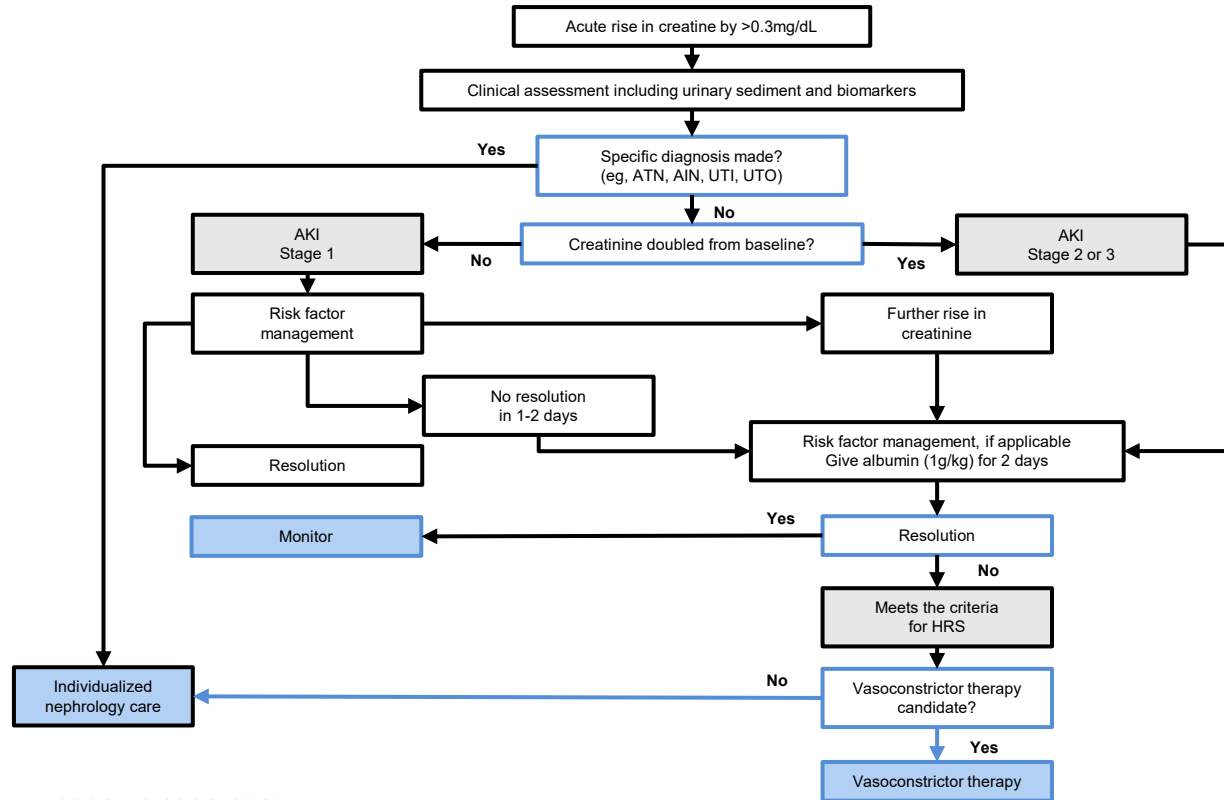 Acute rise in creatine by >0.3mg/dL
Clinical assessment including urinary sediment and biomarkers
Yes
Specific diagnosis made?
(eg, ATN, AIN, UTI, UTO)
No
AKI
Stage 1
No
Creatinine doubled from baseline?
Yes
AKI
Stage 2 or 3
Risk factor
management
Further rise in
creatinine
No resolution
in 1-2 days
Resolution
Risk factor management, if applicable
Give albumin (1g/kg) for 2 days
Monitor
Yes
Resolution
No
Meets the criteria
for HRS
Individualized
nephrology care
No
Vasoconstrictor therapy
candidate?
Yes
Vasoconstrictor therapy